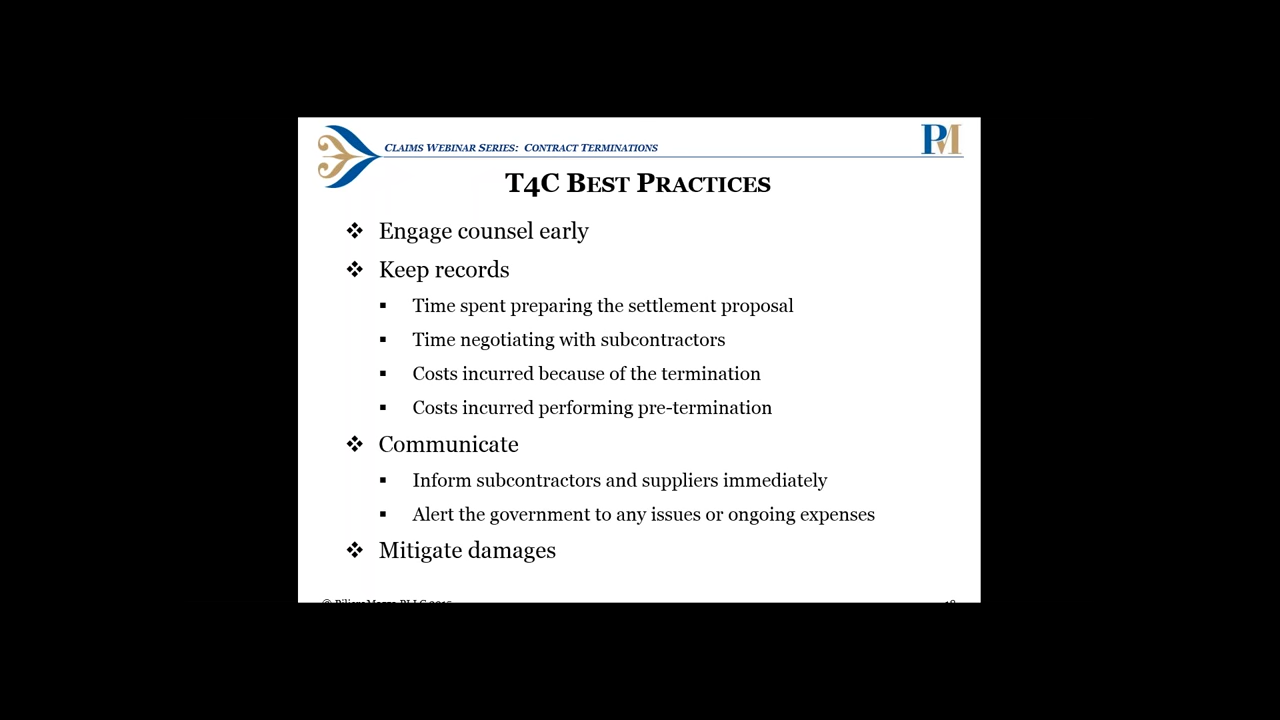 CLAIMS WEBINAR SERIES: CONTRACT TERMINATIONS
PM
T4C BEST PRACTICES
❖ Engage counsel early
❖ Keep records
▪ Time spent preparing the settlement proposal
▪ Time negotiating with subcontractors
▪ Costs incurred because of the termination
▪ Costs incurred performing pre-termination
❖ Communicate
▪ Inform subcontractors and suppliers immediately
▪ Alert the government to any issues or ongoing expenses
❖ Mitigate damages